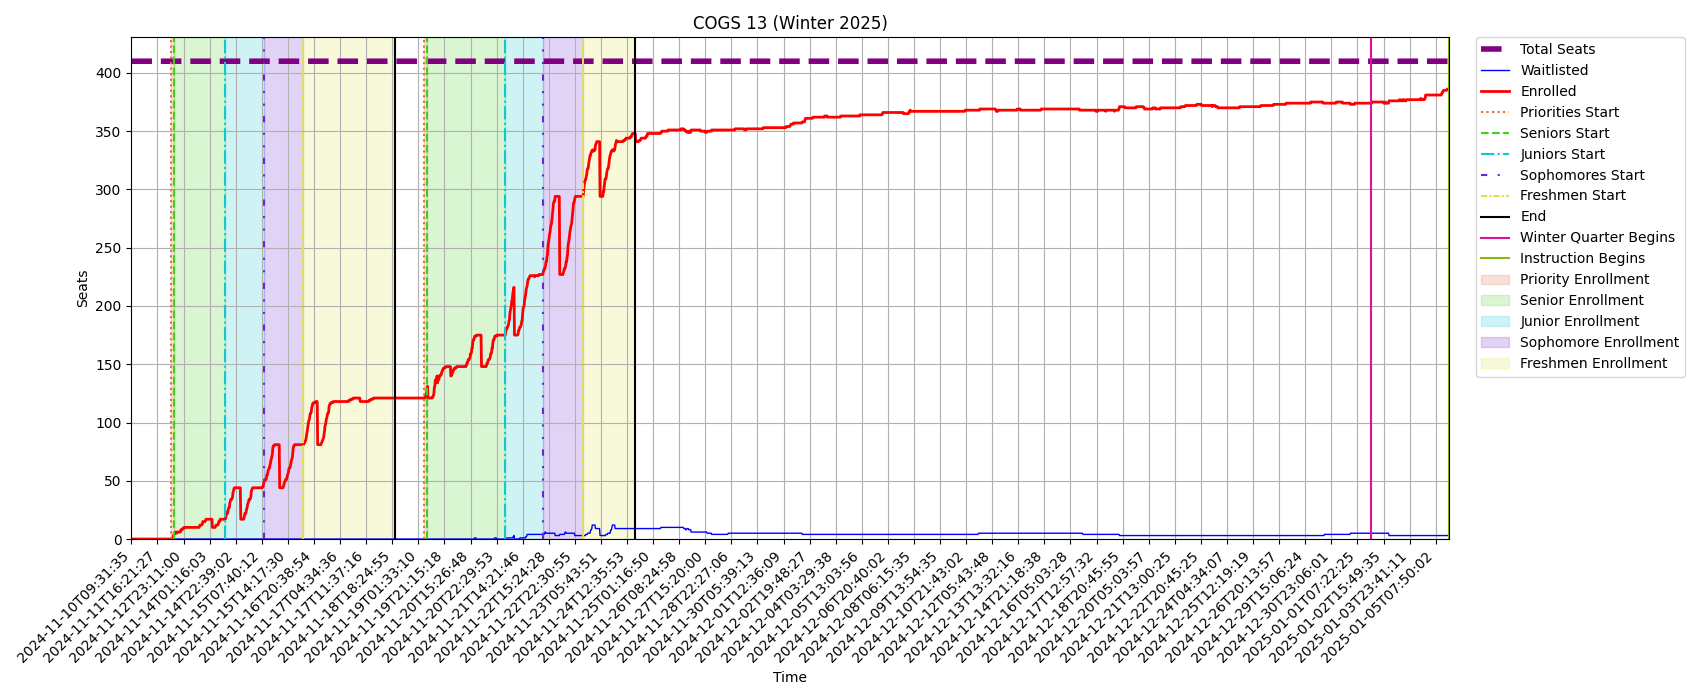 COGS 13 (Winter 2025)
Seats
400
350
300
250
200
150
100
50
0
2024-11-10T09:31:35
2024-11-11T16:21:27
2024-11-12T23:11:00
2024-11-14T01:16:03
2024-11-14T22:39:02
2024-11-15T07:40:12
2024-11-15T14:17:30
2024-11-16T20:38:54
2024-11-17T04:34:36
2024-11-17T11:37:16
2024-11-18T18:24:55
2024-11-19T01:33:10
2024-11-19T21:15:18
2024-11-20T15:26:49
2024-11-20T22:29:53
2024-11-21T14:21:46
2024-11-22T15:24:28
2024-11-22T22:30:55
2024-11-23T05:43:51
2024-11-24T12:35:53
2024-11-25T01:16:50
2024-11-26T08:24:58
2024-11-27T15:20:00
2024-11-28T22:27:06
2024-11-30T05:39:13
2024-12-01T12:36:09
2024-12-02T19:48:27
2024-12-04T03:29:38
2024-12-05T13:03:56
2024-12-06T20:40:02
2024-12-08T06:15:35
2024-12-09T13:54:35
2024-12-10T21:43:02
2024-12-12T05:43:48
2024-12-13T13:32:16
2024-12-14T21:18:39
2024-12-16T05:03:28
2024-12-17T12:57:32
2024-12-18T20:45:55
2024-12-20T05:03:57
2024-12-21T13:00:25
2024-12-22T20:45:25
2024-12-24T04:34:07
2024-12-25T12:19:19
2024-12-26T20:13:57
2024-12-29T15:06:24
2024-12-30T23:06:01
2025-01-01T07:22:25
2025-01-02T15:49:35
2025-01-03T23:41:11
2025-01-05T07:50:02
Time
Total Seats
Waitlisted
Enrolled
Priorities Start
Seniors Start
Juniors Start
Sophomores Start
Freshmen Start
End
Winter Quarter Begins
Instruction Begins
Priority Enrollment
Senior Enrollment
Junior Enrollment
Sophomore Enrollment
Freshmen Enrollment